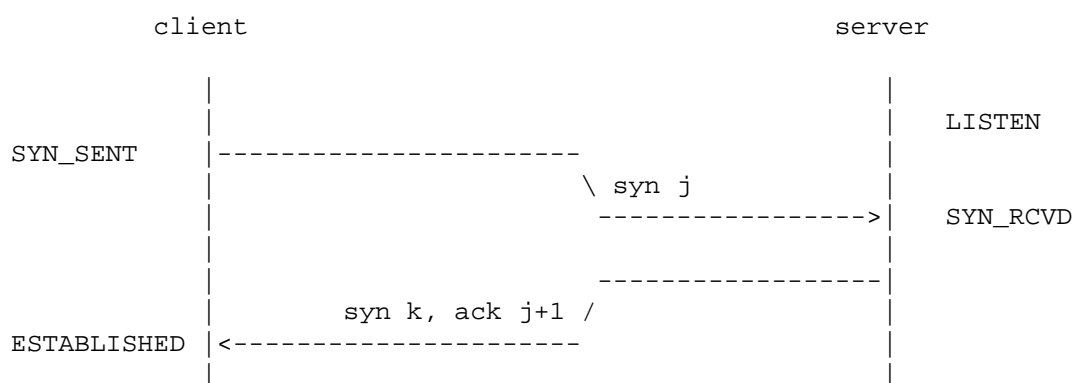 client server
LISTEN
SYN_SENT
syn j
SYN_RCVD
syn k, ack j+1
ESTABLISHED